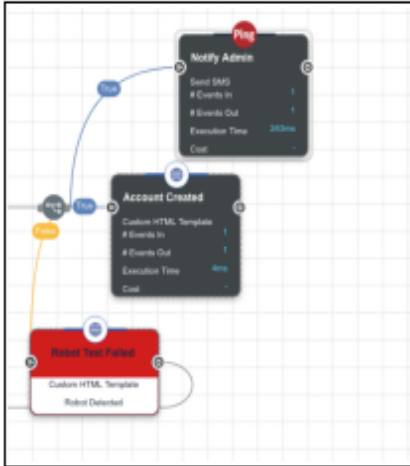 Ping
Notify Admin
Send SMS
# Events In 1
# Events Out 1
Execution Time 263ms
Cost -
True
Account Created
True
Custom HTML Template
# Events In 1
# Events Out 1
Execution Time 4ms
Cost -
False
Robot Test Failed
Custom HTML Template
Robot Detected